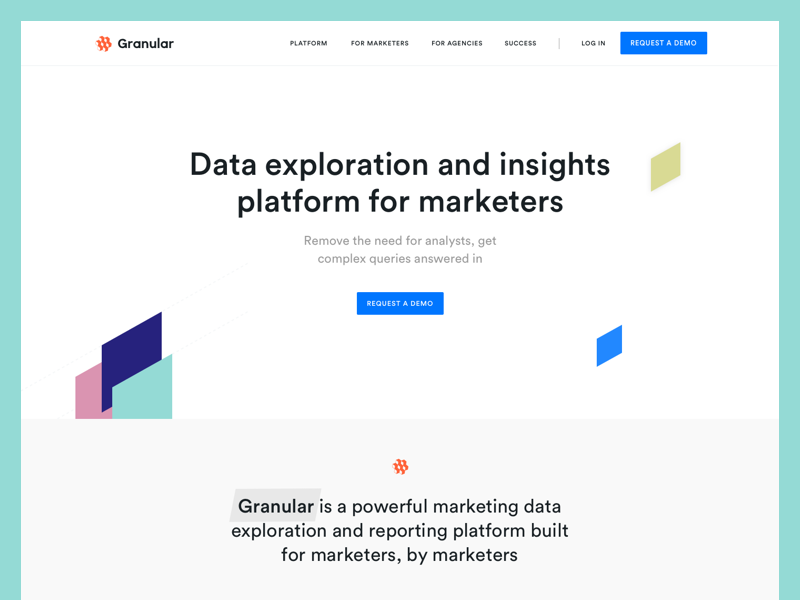 Granular
PLATFORM FOR MARKETERS FOR AGENCIES SUCCESS LOG IN REQUEST A DEMO
Data exploration and insights
platform for marketers
Remove the need for analysts, get
complex queries answered in
REQUEST A DEMO
Granular is a powerful marketing data
exploration and reporting platform built
for marketers, by marketers